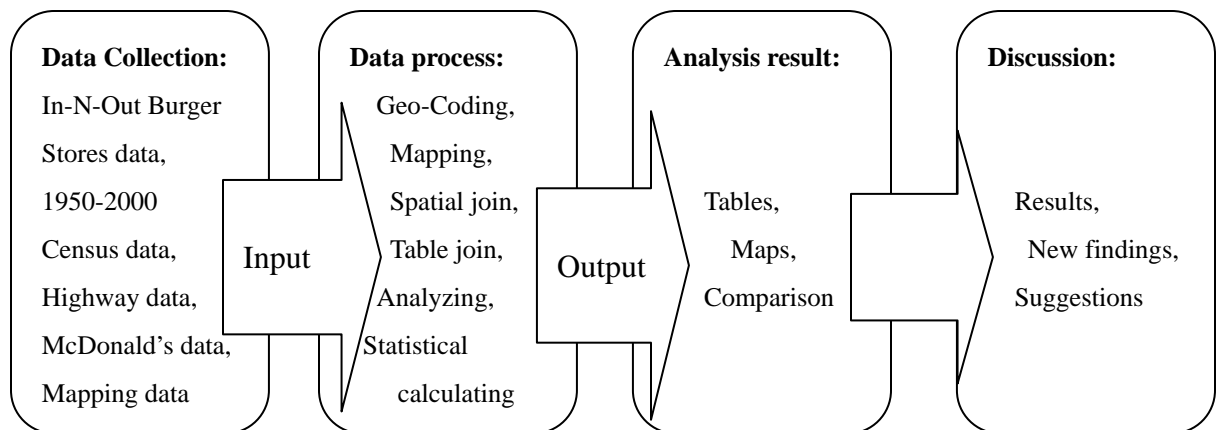 Data Collection:
In-N-Out Burger
Stores data,
1950-2000
Census data,
Highway data,
McDonald’s data,
Mapping data
Input
Data process:
Geo-Coding,
Mapping,
Spatial join,
Table join,
Analyzing,
Statistical
calculating
Output
Analysis result:
Tables,
Maps,
Comparison
Discussion:
Results,
New findings,
Suggestions